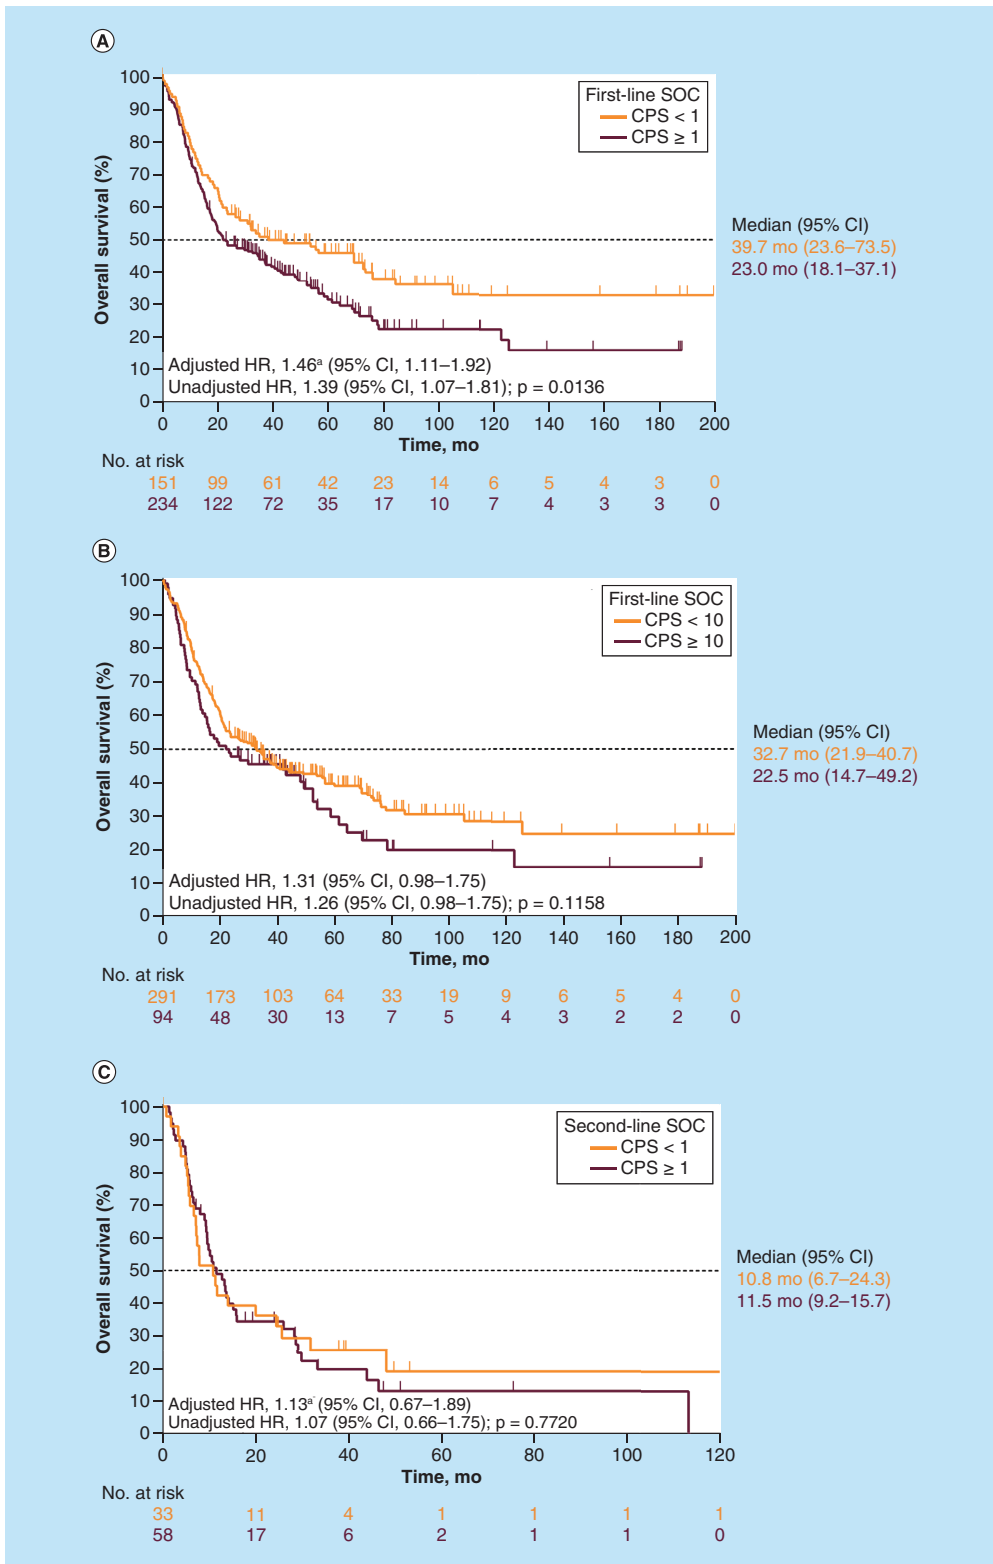 A
Overall survival (%)
100
90
80
70
60
50
40
30
20
10
0
First-line SOC
CPS < 1
CPS ≥ 1
Median (95% CI)
39.7 mo (23.6–73.5)
23.0 mo (18.1–37.1)
Adjusted HR, 1.46ᵃ (95% CI, 1.11–1.92)
Unadjusted HR, 1.39 (95% CI, 1.07–1.81); p = 0.0136
0 20 40 60 80 100 120 140 160 180 200
Time, mo
No. at risk
151 99 61 42 23 14 6 5 4 3 0
234 122 72 35 17 10 7 4 3 3 0
B
Overall survival (%)
100
90
80
70
60
50
40
30
20
10
0
First-line SOC
CPS < 10
CPS ≥ 10
Median (95% CI)
32.7 mo (21.9–40.7)
22.5 mo (14.7–49.2)
Adjusted HR, 1.31 (95% CI, 0.98–1.75)
Unadjusted HR, 1.26 (95% CI, 0.98–1.75); p = 0.1158
0 20 40 60 80 100 120 140 160 180 200
Time, mo
No. at risk
291 173 103 64 33 19 9 6 5 4 0
94 48 30 13 7 5 4 3 2 2 0
C
Overall survival (%)
100
90
80
70
60
50
40
30
20
10
0
Second-line SOC
CPS < 1
CPS ≥ 1
Median (95% CI)
10.8 mo (6.7–24.3)
11.5 mo (9.2–15.7)
Adjusted HR, 1.13ᵃ (95% CI, 0.67–1.89)
Unadjusted HR, 1.07 (95% CI, 0.66–1.75); p = 0.7720
0 20 40 60 80 100 120
Time, mo
No. at risk
33 11 4 1 1 1 1
58 17 6 2 1 1 0